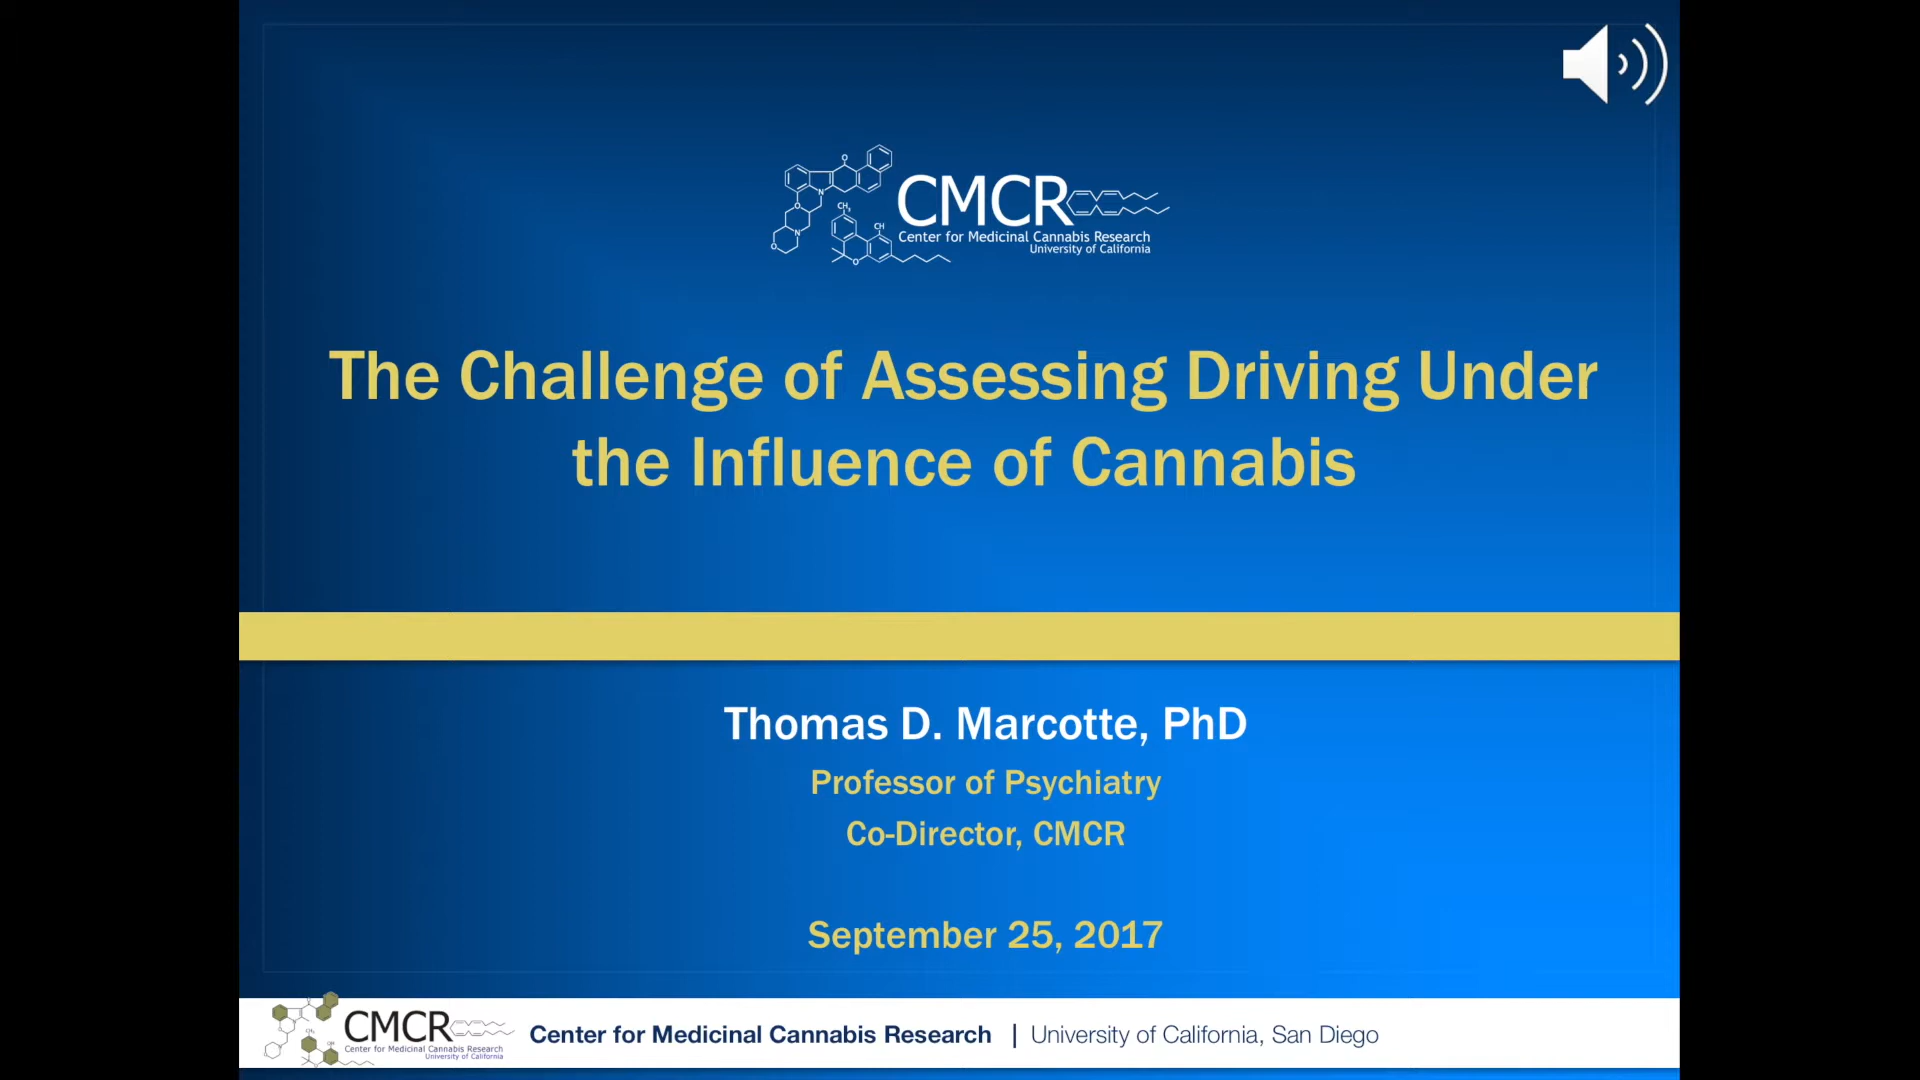 CMCR
Center for Medicinal Cannabis Research
University of California
The Challenge of Assessing Driving Under
the Influence of Cannabis
Thomas D. Marcotte, PhD
Professor of Psychiatry
Co-Director, CMCR
September 25, 2017
CMCR
Center for Medicinal Cannabis Research
University of California
Center for Medicinal Cannabis Research | University of California, San Diego